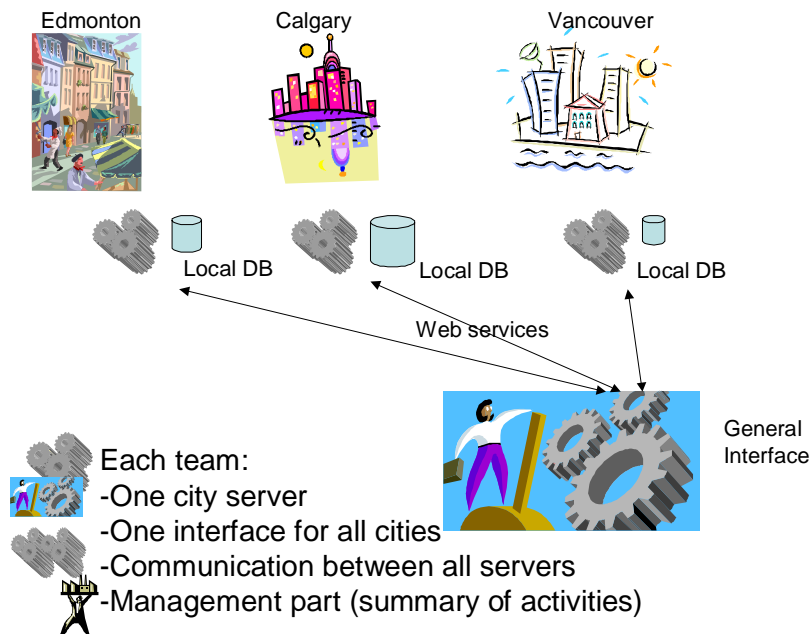 Edmonton
Calgary
Vancouver
Local DB
Local DB
Local DB
Web services
General
Interface
Each team:
-One city server
-One interface for all cities
-Communication between all servers
-Management part (summary of activities)